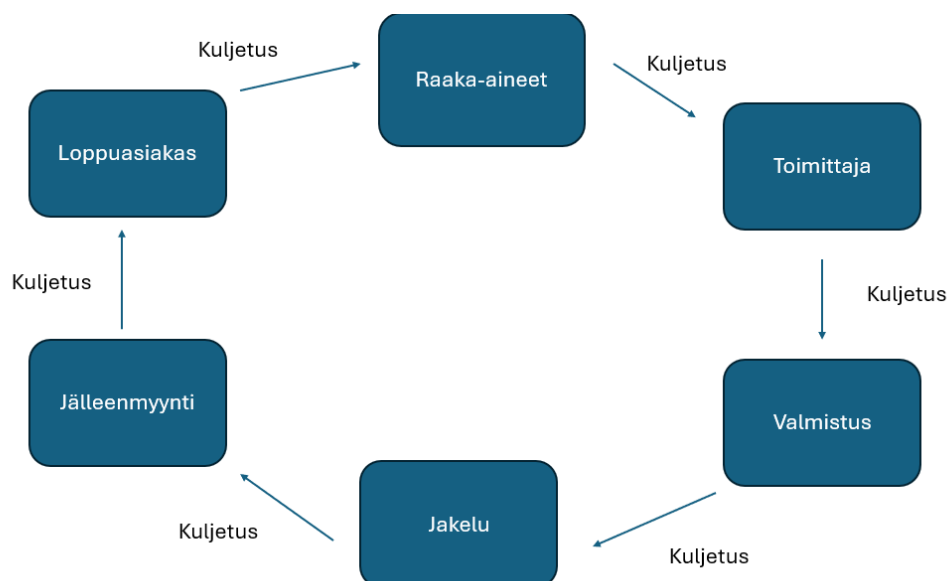 Kuljetus
Raaka-aineet
Kuljetus
Loppuasiakas
Toimittaja
Kuljetus
Kuljetus
Jälleenmyynti
Valmistus
Jakelu
Kuljetus
Kuljetus